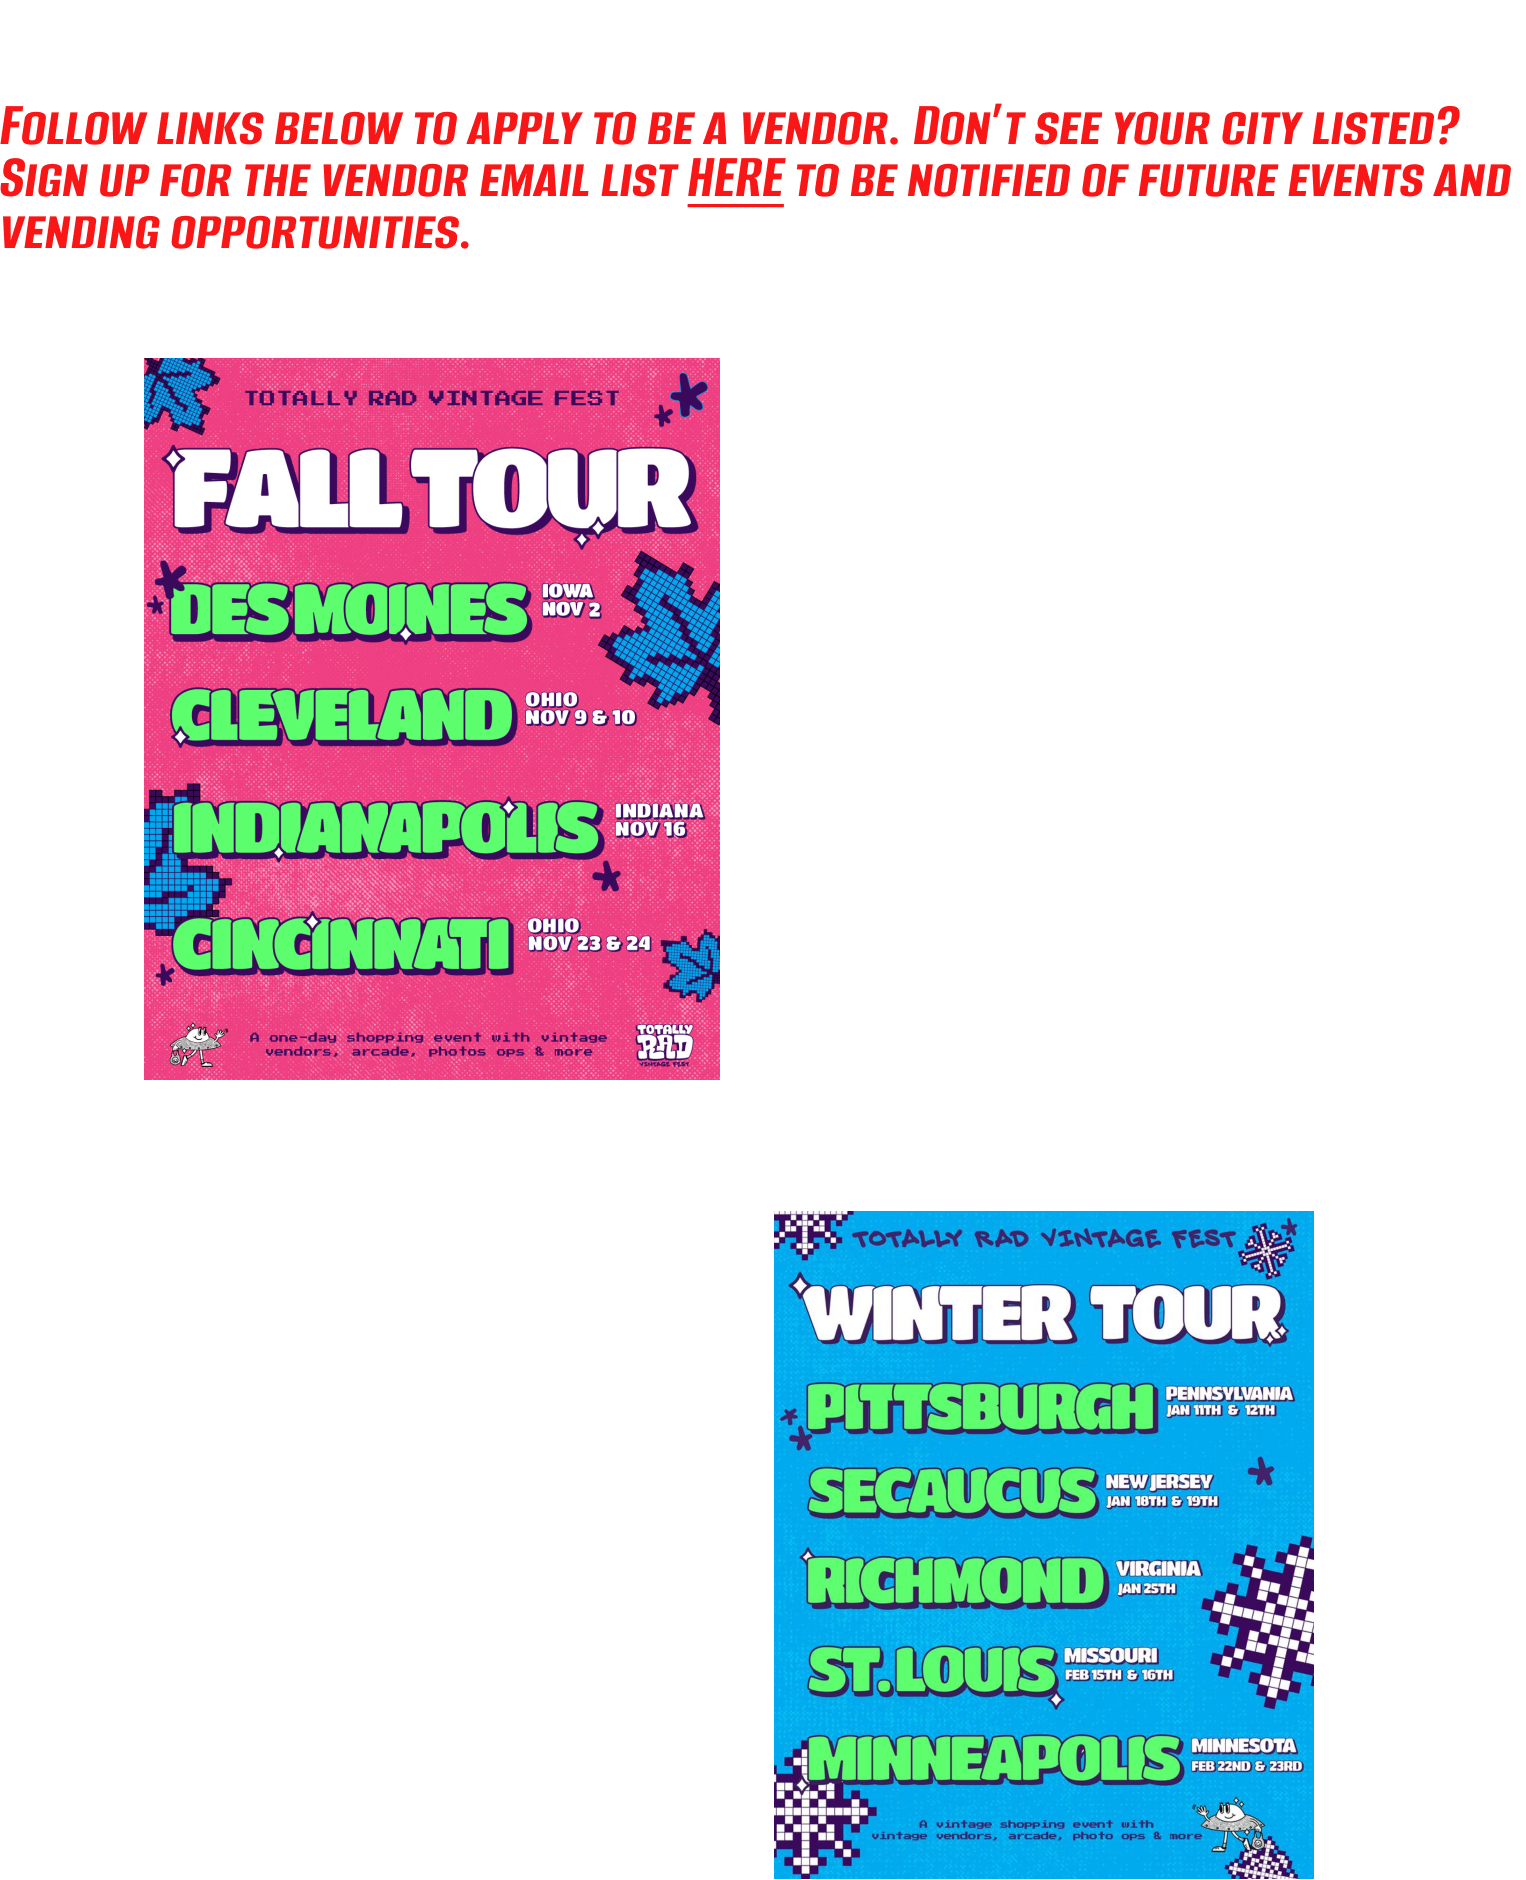 Follow links below to apply to be a vendor. Don't see your city listed?
Sign up for the vendor email list HERE to be notified of future events and
vending opportunities.
TOTALLY RAD VINTAGE FEST
FALL TOUR
DES MOINES
IOWA
NOV 2
CLEVELAND
OHIO
NOV 9 & 10
INDIANAPOLIS
INDIANA
NOV 16
CINCINNATI
OHIO
NOV 23 & 24
A one-day shopping event with vintage
vendors, arcade, photos ops & more
TOTALLY
RAD
VINTAGE FEST
TOTALLY RAD VINTAGE FEST
WINTER TOUR
PITTSBURGH
PENNSYLVANIA
JAN 11TH & 12TH
SECAUCUS
NEW JERSEY
JAN 18TH & 19TH
RICHMOND
VIRGINIA
JAN 25TH
ST. LOUIS
MISSOURI
FEB 15TH & 16TH
MINNEAPOLIS
MINNESOTA
FEB 22ND & 23RD
A vintage shopping event with
vintage vendors, arcade, photo ops & more